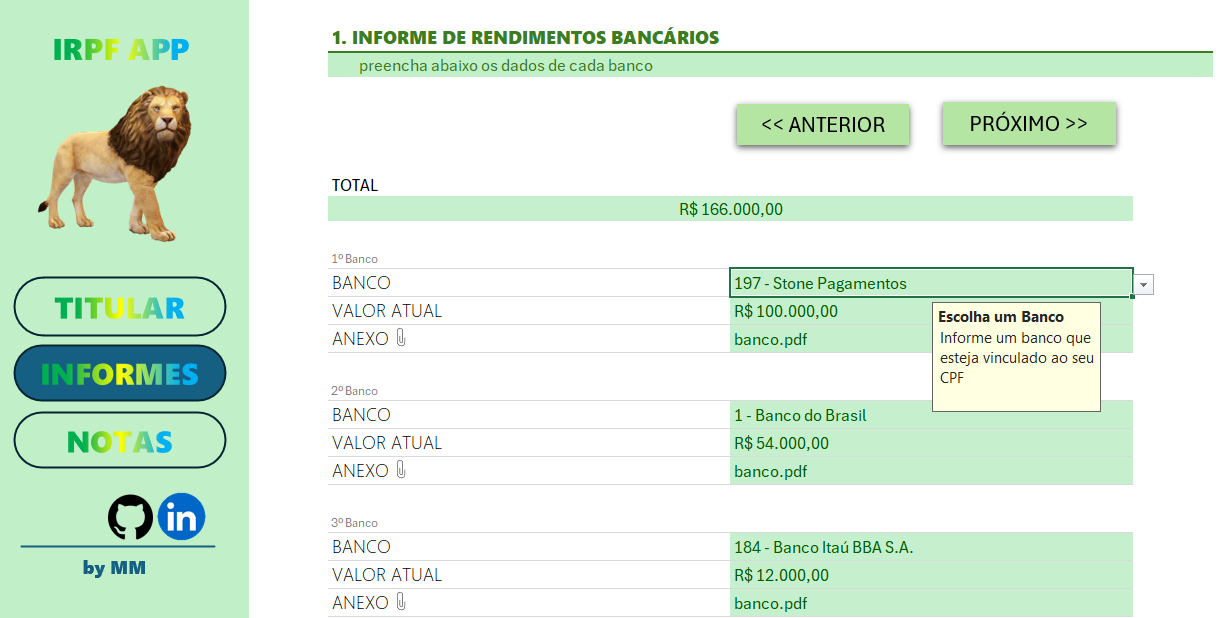 IRPF APP
TITULAR
INFORMES
NOTAS
in
by MM
1. INFORME DE RENDIMENTOS BANCÁRIOS
preencha abaixo os dados de cada banco
<< ANTERIOR
PRÓXIMO >>
TOTAL
R$ 166.000,00
1º Banco
BANCO 197 - Stone Pagamentos
VALOR ATUAL R$ 100.000,00
ANEXO banco.pdf
Escolha um Banco
Informe um banco que
esteja vinculado ao seu
CPF
2º Banco
BANCO 1 - Banco do Brasil
VALOR ATUAL R$ 54.000,00
ANEXO banco.pdf
3º Banco
BANCO 184 - Banco Itaú BBA S.A.
VALOR ATUAL R$ 12.000,00
ANEXO banco.pdf